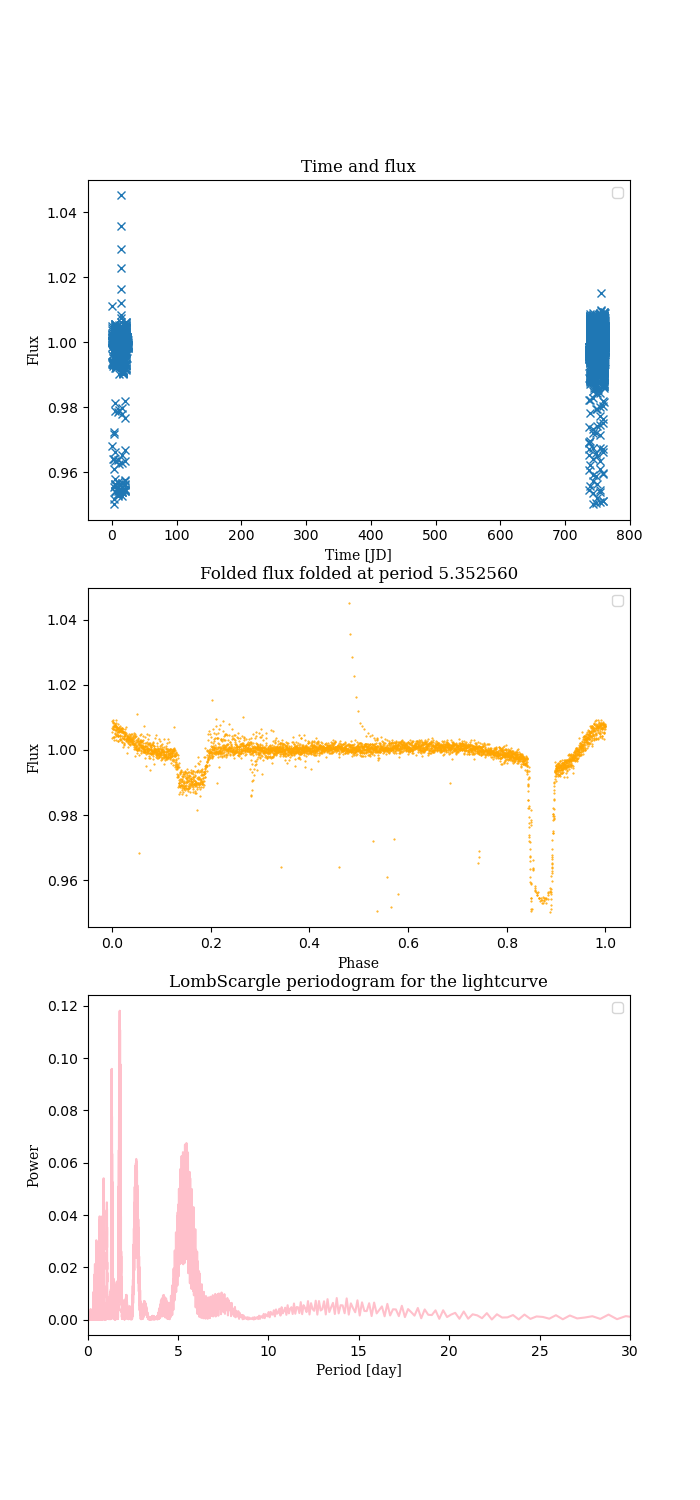 Time and flux
1.04
1.02
1.00
0.98
0.96
Flux
0 100 200 300 400 500 600 700 800
Time [JD]
Folded flux folded at period 5.352560
1.04
1.02
1.00
0.98
0.96
Flux
0.0 0.2 0.4 0.6 0.8 1.0
Phase
LombScargle periodogram for the lightcurve
0.12
0.10
0.08
0.06
0.04
0.02
0.00
Power
0 5 10 15 20 25 30
Period [day]